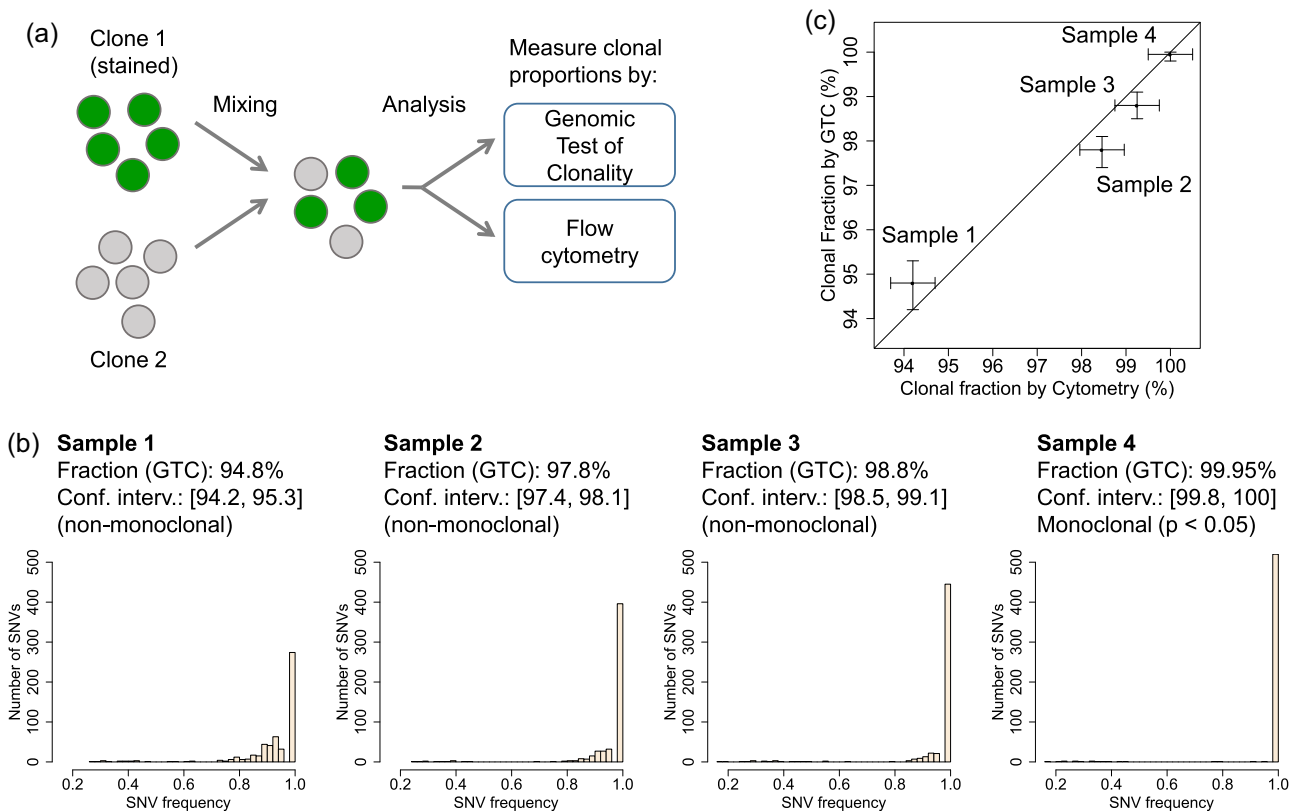 (a)
Clone 1
(stained)
Mixing
Clone 2
Analysis
Measure clonal
proportions by:
Genomic
Test of
Clonality
Flow
cytometry
(c)
Clonal Fraction by GTC (%)
100
99
98
97
96
95
94
Sample 4
Sample 3
Sample 2
Sample 1
94 95 96 97 98 99 100
Clonal fraction by Cytometry (%)
(b)
Sample 1
Fraction (GTC): 94.8%
Conf. interv.: [94.2, 95.3]
(non-monoclonal)
Number of SNVs
500
400
300
200
100
0
0.2 0.4 0.6 0.8 1.0
SNV frequency
Sample 2
Fraction (GTC): 97.8%
Conf. interv.: [97.4, 98.1]
(non-monoclonal)
Number of SNVs
500
400
300
200
100
0
0.2 0.4 0.6 0.8 1.0
SNV frequency
Sample 3
Fraction (GTC): 98.8%
Conf. interv.: [98.5, 99.1]
(non-monoclonal)
Number of SNVs
500
400
300
200
100
0
0.2 0.4 0.6 0.8 1.0
SNV frequency
Sample 4
Fraction (GTC): 99.95%
Conf. interv.: [99.8, 100]
Monoclonal (p < 0.05)
Number of SNVs
500
400
300
200
100
0
0.2 0.4 0.6 0.8 1.0
SNV frequency